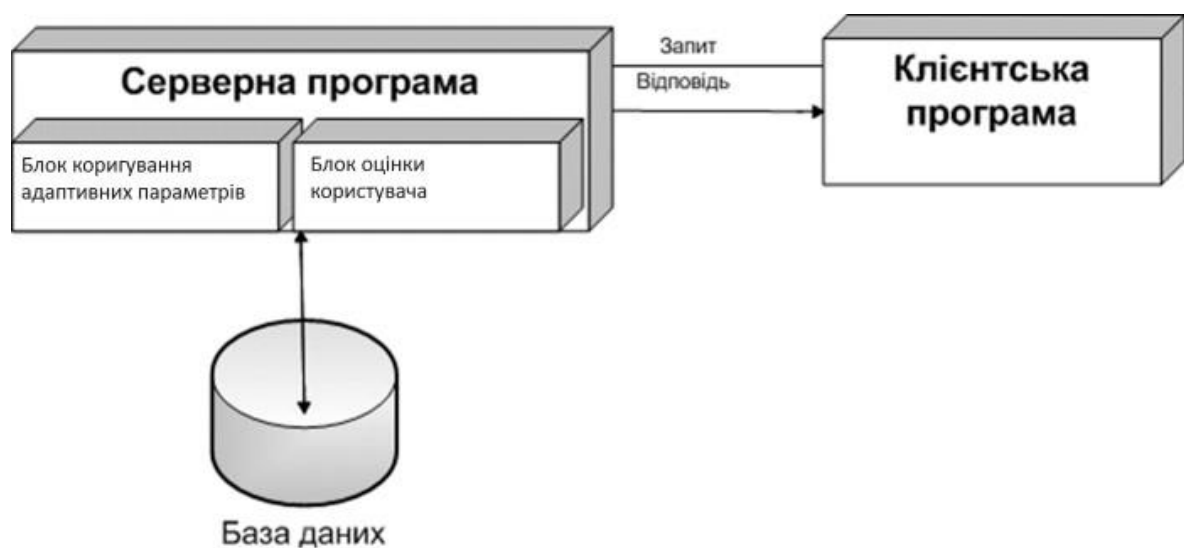 Серверна програма
Блок коригування
адаптивних параметрів
Блок оцінки
користувача
Запит
Відповідь
Клієнтська
програма
База даних